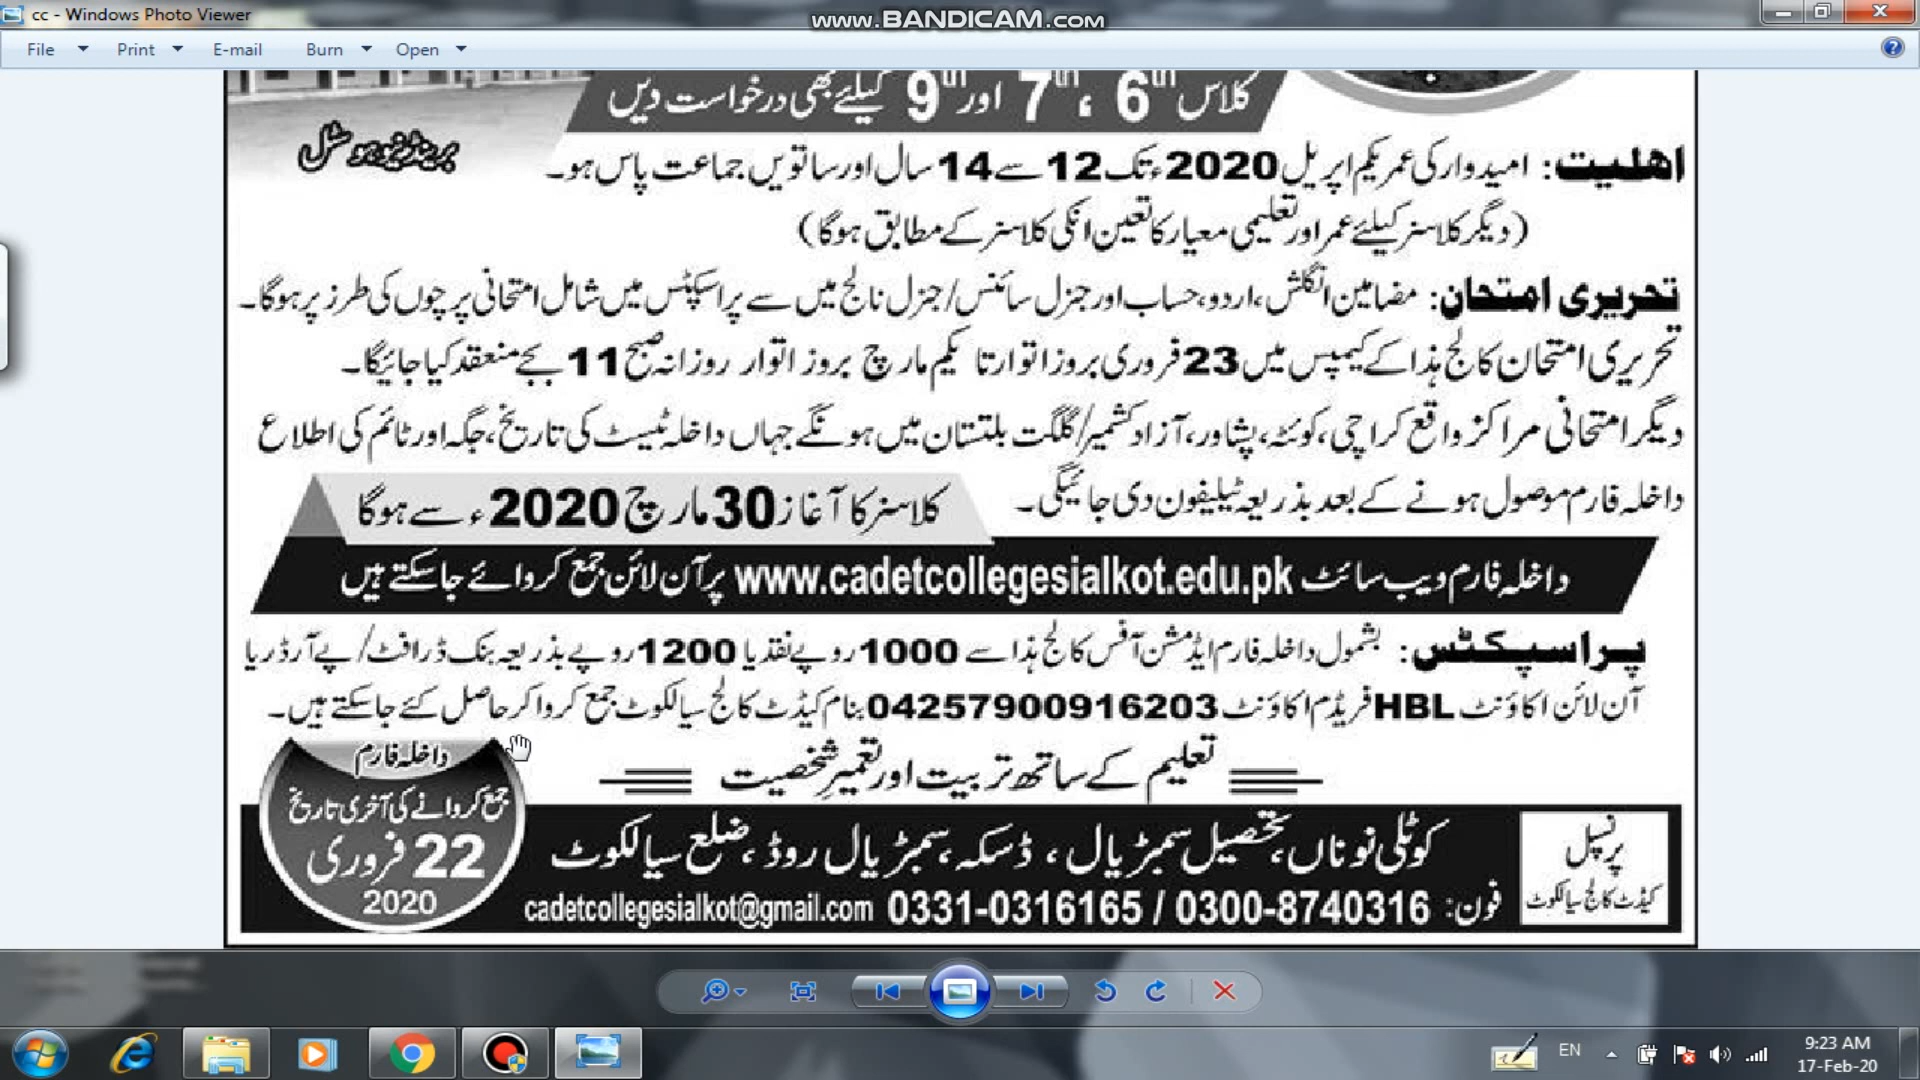 cc - Windows Photo Viewer
www.BANDICAM.com
File Print E-mail Burn Open
کلاس 6th، 7th اور 9th کیلئے بھی درخواست دیں
برینڈ نیو ہوسٹل
اھلیت: امیدوار کی عمر یکم اپریل 2020ء تک 12 سے 14 سال اور ساتویں جماعت پاس ہو۔
(دیگر کلاسز کیلئے عمر اور تعلیمی معیار کا تعین انکی کلاسز کے مطابق ہوگا)
تحریری امتحان: مضامین انگلش، اردو، حساب اور جنرل سائنس/جنرل نالج میں سے پراسپکٹس میں شامل امتحانی پرچوں کی طرز پر ہوگا۔
تحریری امتحان کالج ہذا کے کیمپس میں 23 فروری بروز اتوار تا یکم مارچ بروز اتوار روزانہ صبح 11 بجے منعقد کیا جائیگا۔
دیگر امتحانی مراکز واقع کراچی، کوئٹہ، پشاور، آزاد کشمیر/گلگت بلتستان میں ہونگے جہاں داخلہ ٹیسٹ کی تاریخ، جگہ اور ٹائم کی اطلاع
داخلہ فارم موصول ہونے کے بعد بذریعہ ٹیلیفون دی جائیگی۔
کلاسز کا آغاز 30 مارچ 2020ء سے ہوگا
داخلہ فارم ویب سائٹ www.cadetcollegesialkot.edu.pk پر آن لائن جمع کروائے جاسکتے ہیں
پراسپکٹس: بشمول داخلہ فارم ایڈمشن آفس کالج ہذا سے 1000 روپے نقد یا 1200 روپے بذریعہ بنک ڈرافٹ/پے آرڈر یا
آن لائن اکاؤنٹ HBL فریڈم اکاؤنٹ 04257900916203 بنام کیڈٹ کالج سیالکوٹ جمع کروا کر حاصل کئے جاسکتے ہیں۔
تعلیم کے ساتھ تربیت اور تعمیرِ شخصیت
داخلہ فارم
جمع کروانے کی آخری تاریخ
22 فروری
2020
پرنسپل
کیڈٹ کالج سیالکوٹ
کوٹلی نوناں، تحصیل سمبڑیال، ڈسکہ، سمبڑیال روڈ، ضلع سیالکوٹ
فون: 0300-8740316 / 0331-0316165 cadetcollegesialkot@gmail.com
EN
9:23 AM
17-Feb-20